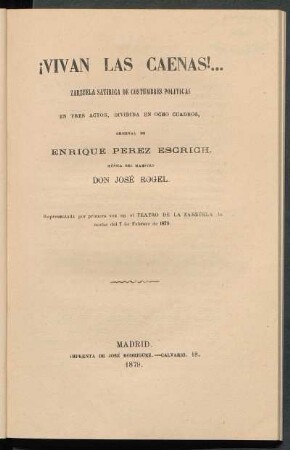 ¡VIVAN LAS CAENAS!...
ZARZUELA SATÍRICA DE COSTUMBRES POLÍTICAS
EN TRES ACTOS, DIVIDIDA EN OCHO CUADROS,
ORIGINAL DE
ENRIQUE PEREZ ESCRICH,
MÚSICA DEL MAESTRO
DON JOSÉ ROGEL.
Representada por primera vez en el TEATRO DE LA ZARZUELA la
noche del 7 de Febrero de 1879.
MADRID.
IMPRENTA DE JOSÉ RODRIGUEZ.—CALVARIO, 18.
1879.